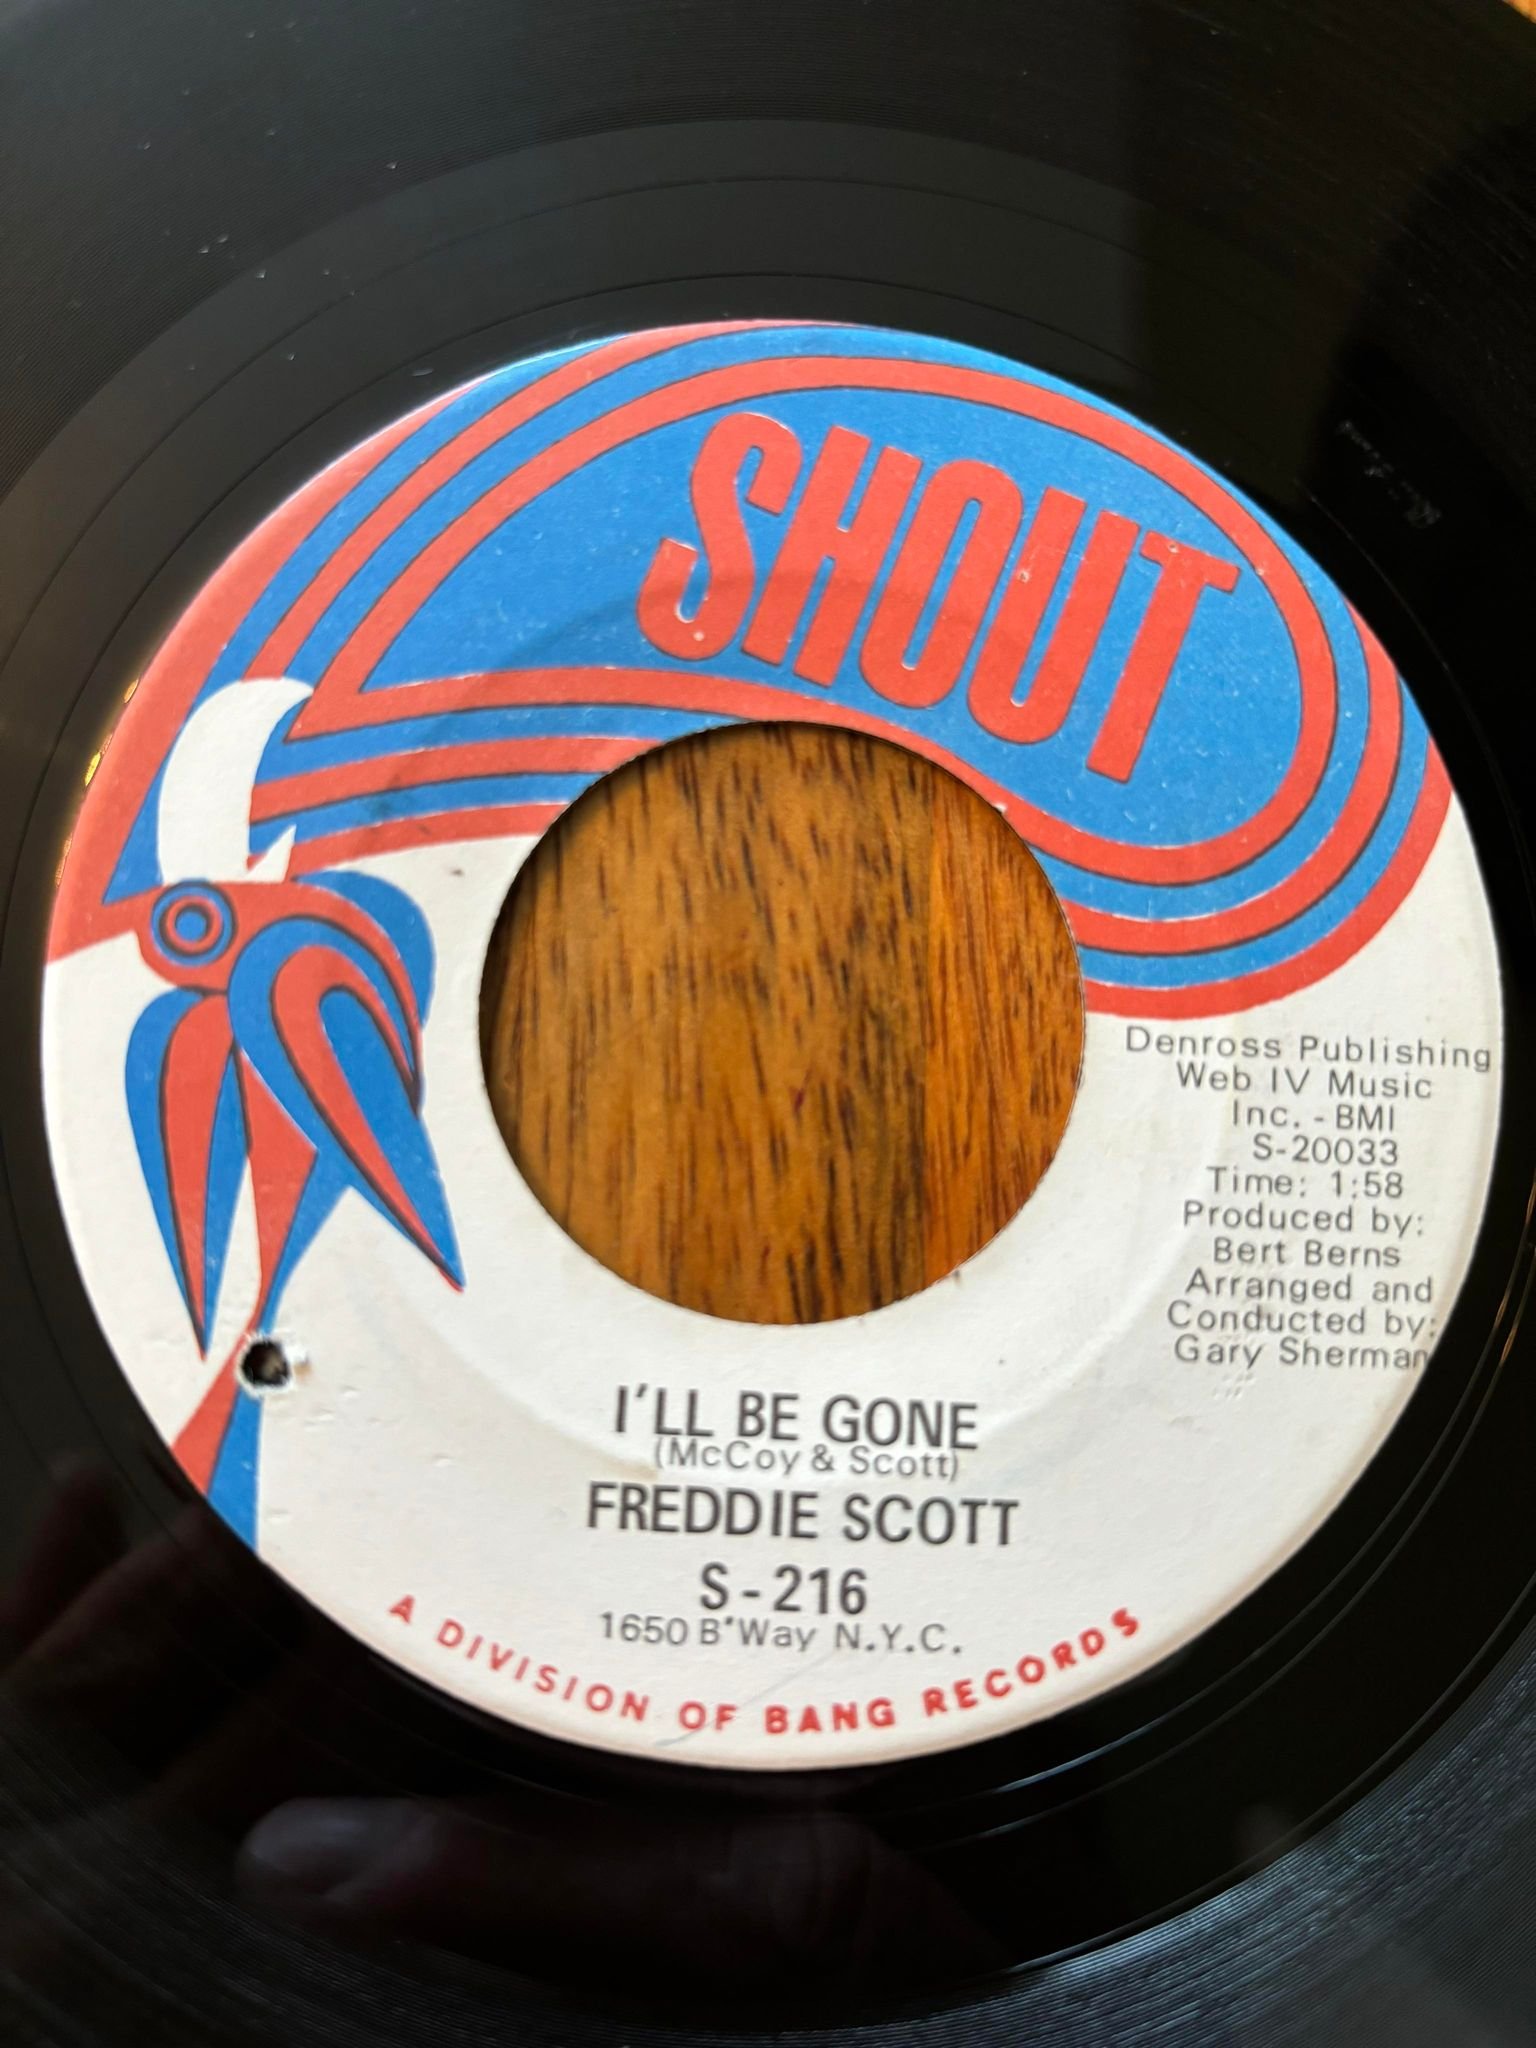 SHOUT
Denross Publishing
Web IV Music
Inc. - BMI
S-20033
Time: 1:58
Produced by:
Bert Berns
Arranged and
Conducted by:
Gary Sherman
I'LL BE GONE
(McCoy & Scott)
FREDDIE SCOTT
S-216
1650 B'Way N.Y.C.
A DIVISION OF BANG RECORDS